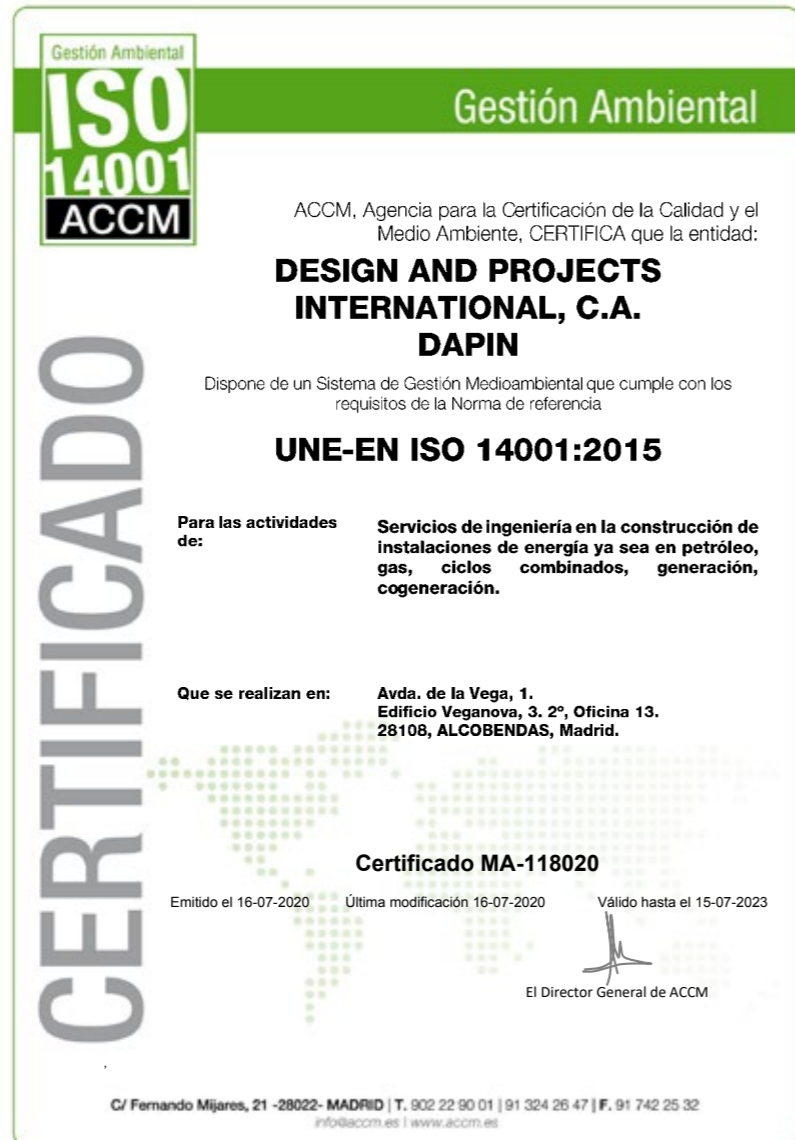 Gestión Ambiental
ISO
14001
ACCM
Gestión Ambiental
ACCM, Agencia para la Certificación de la Calidad y el
Medio Ambiente, CERTIFICA que la entidad:
DESIGN AND PROJECTS
INTERNATIONAL, C.A.
DAPIN
Dispone de un Sistema de Gestión Medioambiental que cumple con los
requisitos de la Norma de referencia
UNE-EN ISO 14001:2015
CERTIFICADO
Para las actividades
de:
Servicios de ingeniería en la construcción de
instalaciones de energía ya sea en petróleo,
gas, ciclos combinados, generación,
cogeneración.
Que se realizan en:
Avda. de la Vega, 1.
Edificio Veganova, 3. 2º, Oficina 13.
28108, ALCOBENDAS, Madrid.
Certificado MA-118020
Emitido el 16-07-2020 Última modificación 16-07-2020 Válido hasta el 15-07-2023
El Director General de ACCM
,
C/ Fernando Mijares, 21 -28022- MADRID | T. 902 22 90 01 | 91 324 26 47 | F. 91 742 25 32
info@accm.es | www.accm.es